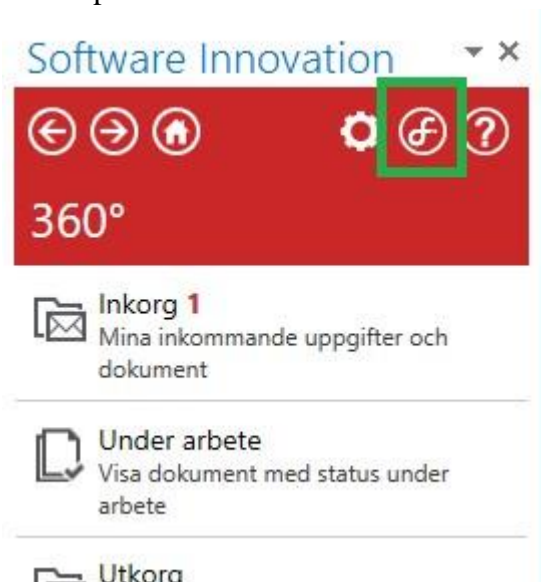 Software Innovation
360°
Inkorg 1
Mina inkommande uppgifter och
dokument
Under arbete
Visa dokument med status under
arbete
Utkorg